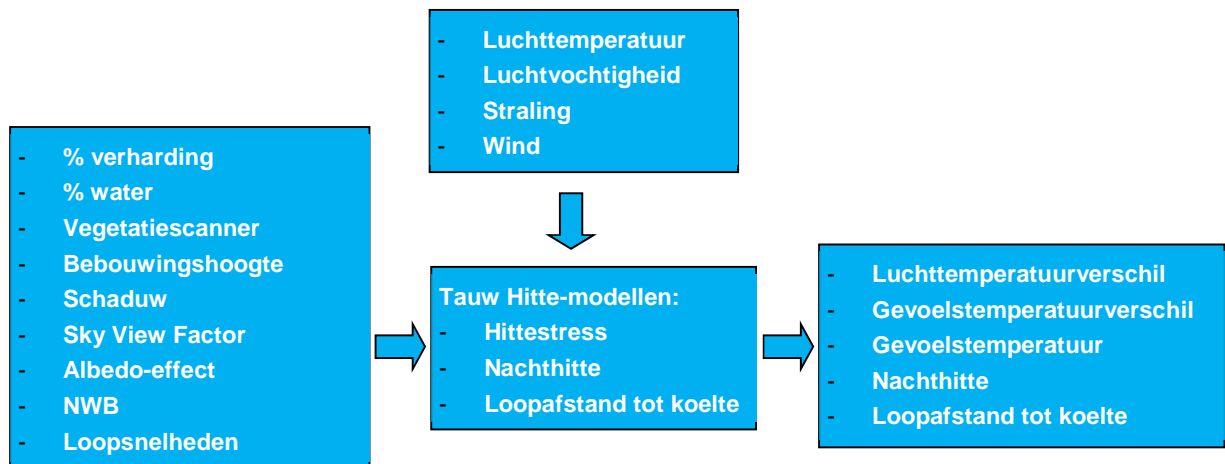 - Luchttemperatuur
- Luchtvochtigheid
- Straling
- Wind
- % verharding
- % water
- Vegetatiescanner
- Bebouwingshoogte
- Schaduw
- Sky View Factor
- Albedo-effect
- NWB
- Loopsnelheden
Tauw Hitte-modellen:
- Hittestress
- Nachthitte
- Loopafstand tot koelte
- Luchttemperatuurverschil
- Gevoelstemperatuurverschil
- Gevoelstemperatuur
- Nachthitte
- Loopafstand tot koelte